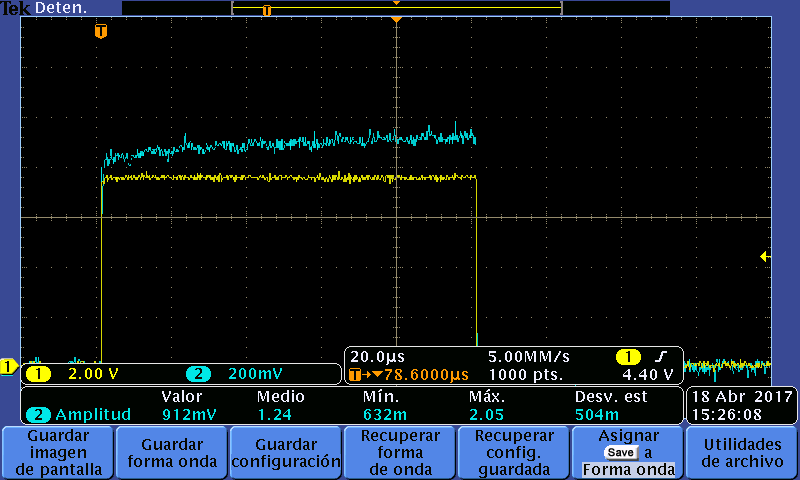 Tek Deten.
T
T
1
1 2.00 V
2 200mV
20.0µs
5.00MM/s
1
T→▼78.6000µs
1000 pts.
4.40 V
Valor
Medio
Mín.
Máx.
Desv. est
2 Amplitud
912mV
1.24
632m
2.05
504m
18 Abr 2017
15:26:08
Guardar
imagen
de pantalla
Guardar
forma onda
Guardar
configuración
Recuperar
forma
de onda
Recuperar
config.
guardada
Asignar
Save a
Forma onda
Utilidades
de archivo